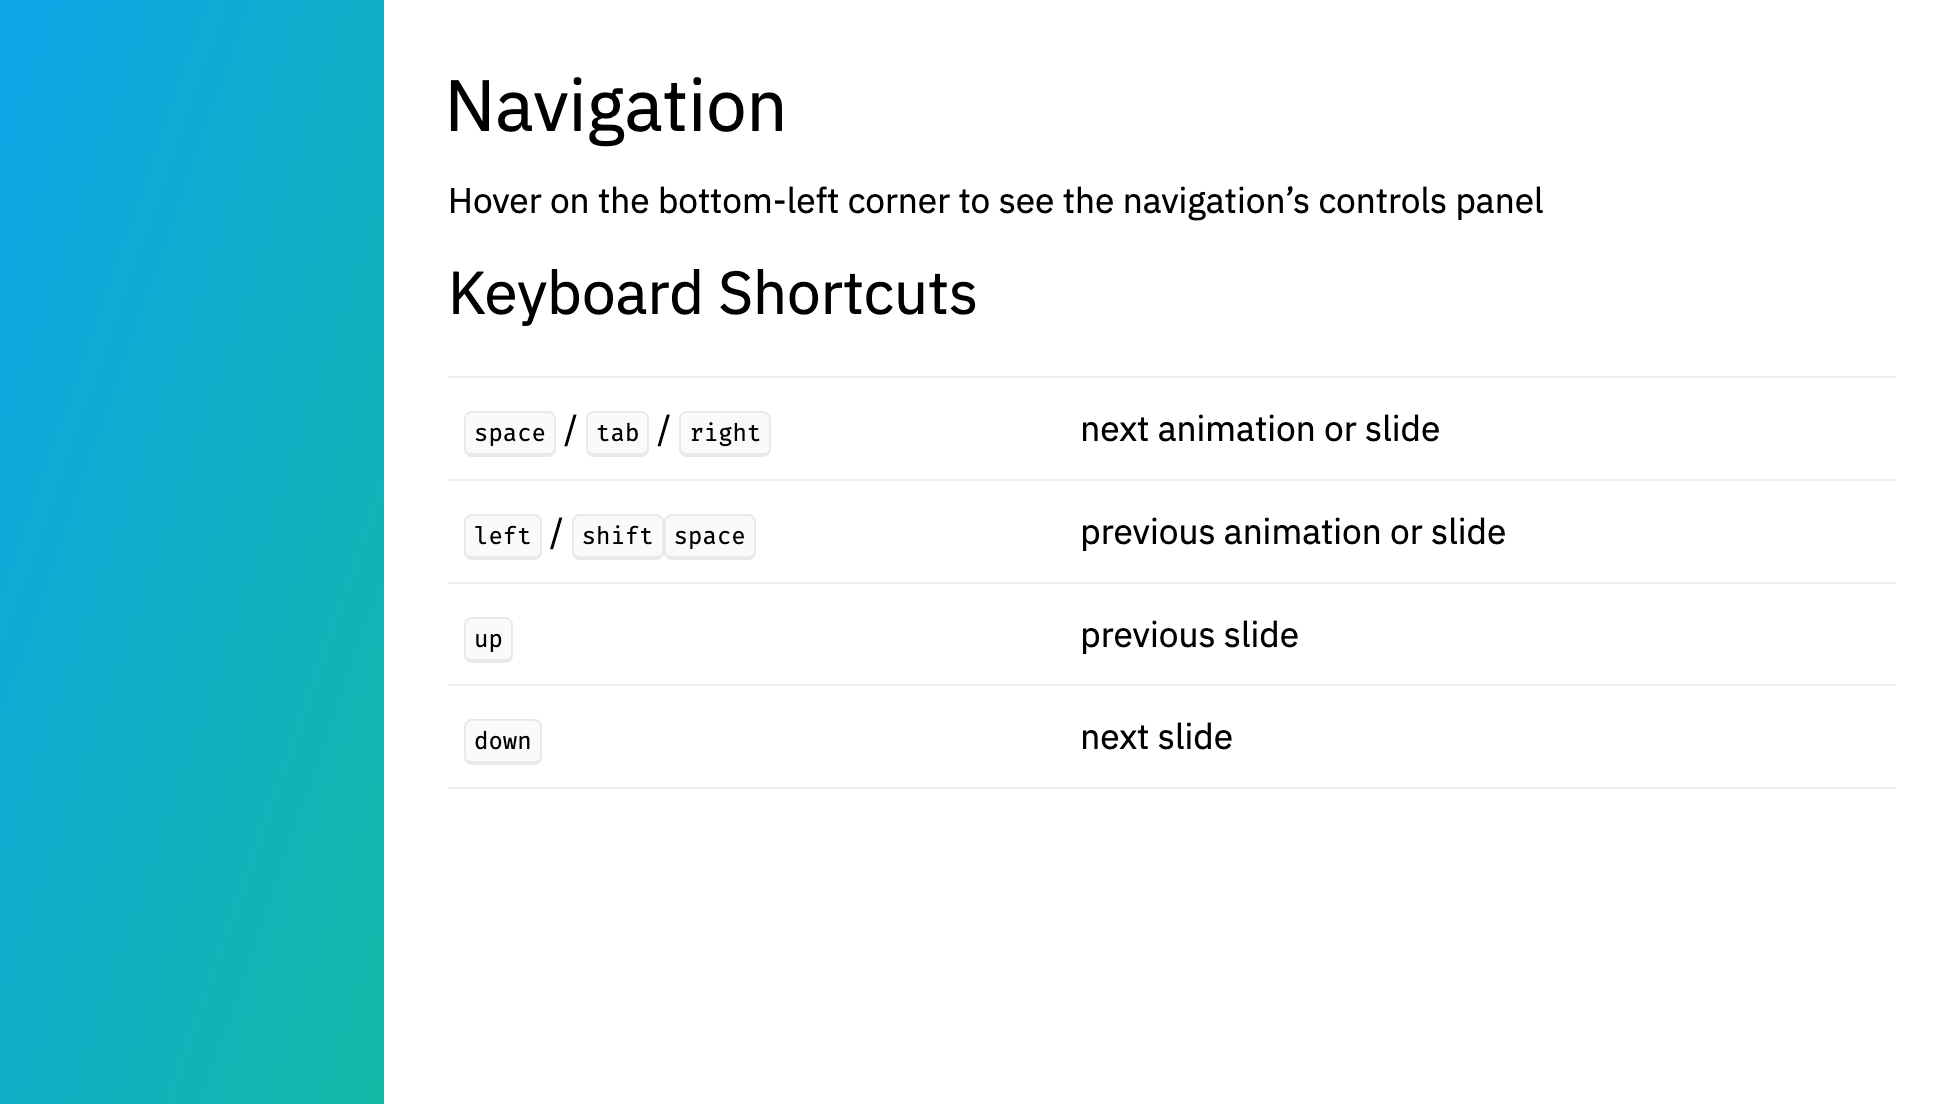 Navigation
Hover on the bottom-left corner to see the navigation’s controls panel
Keyboard Shortcuts
space / tab / right next animation or slide
left / shift space previous animation or slide
up previous slide
down next slide